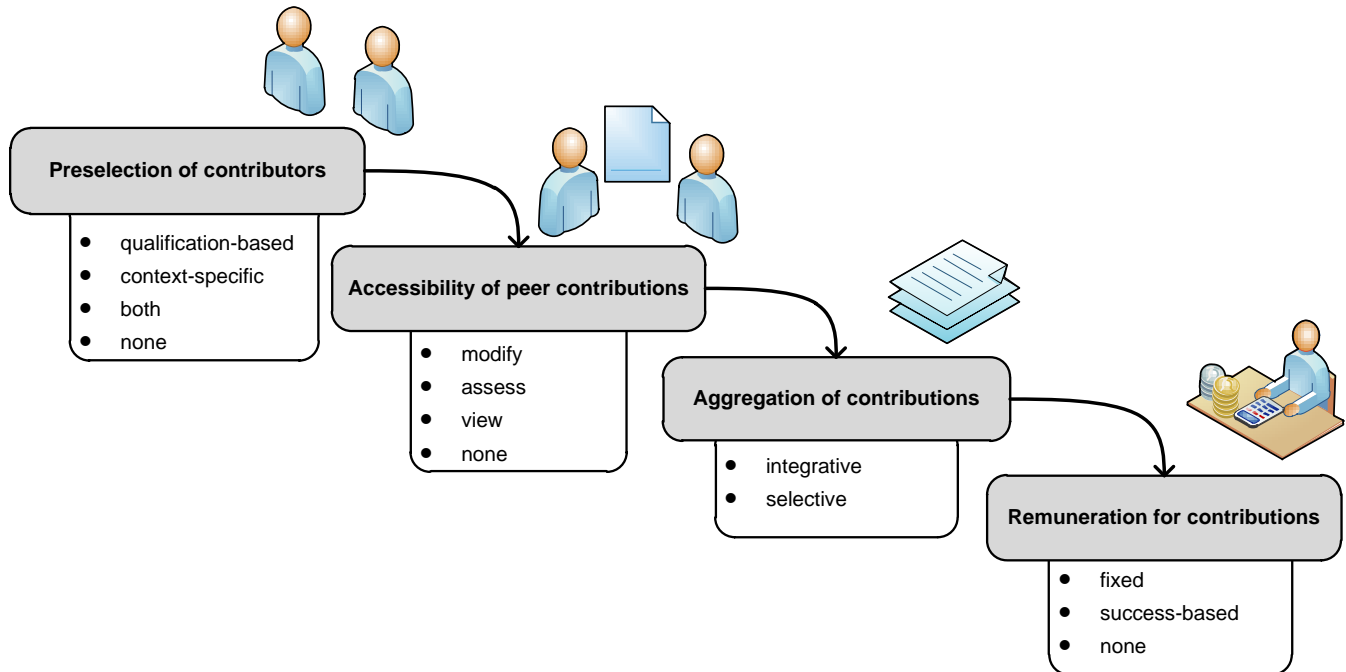 Preselection of contributors
qualification-based
context-specific
both
none
Accessibility of peer contributions
modify
assess
view
none
Aggregation of contributions
integrative
selective
Remuneration for contributions
fixed
success-based
none